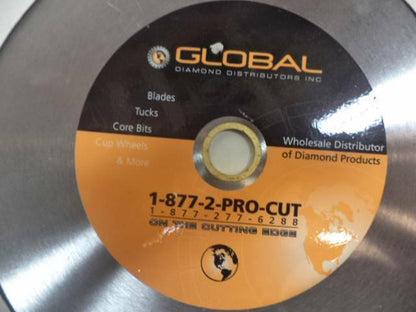 GLOBAL
DIAMOND DISTRIBUTORS INC
Blades
Tucks
Core Bits
Cup Wheels
& More
Wholesale Distributor
of Diamond Products
1-877-2-PRO-CUT
1-877-277-6288
ON THE CUTTING EDGE